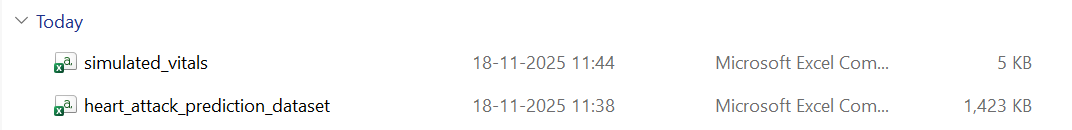 Today
simulated_vitals 18-11-2025 11:44 Microsoft Excel Com... 5 KB
heart_attack_prediction_dataset 18-11-2025 11:38 Microsoft Excel Com... 1,423 KB